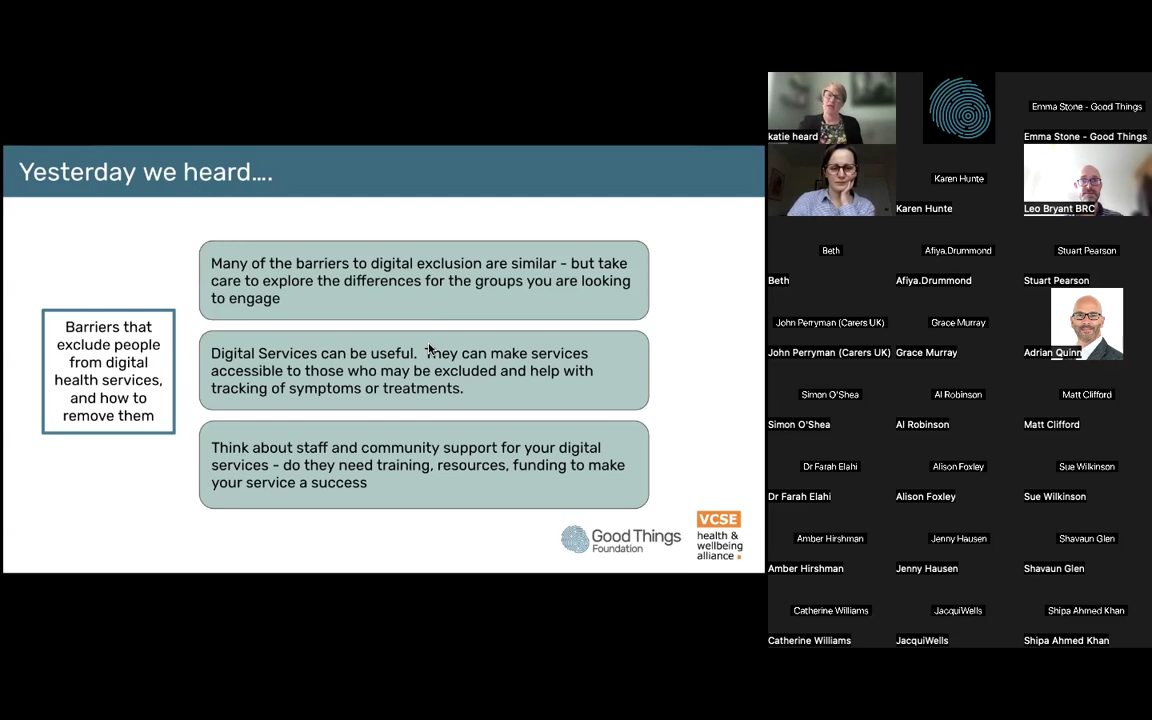 Yesterday we heard....
Many of the barriers to digital exclusion are similar - but take
care to explore the differences for the groups you are looking
to engage
Barriers that
exclude people
from digital
health services,
and how to
remove them
Digital Services can be useful. They can make services
accessible to those who may be excluded and help with
tracking of symptoms or treatments.
Think about staff and community support for your digital
services - do they need training, resources, funding to make
your service a success
Good Things
Foundation
VCSE
health &
wellbeing
alliance
katie heard
Emma Stone - Good Things
Emma Stone - Good Things
Karen Hunte
Karen Hunte
Leo Bryant BRC
Beth
Afiya.Drummond
Stuart Pearson
Beth
Afiya.Drummond
Stuart Pearson
John Perryman (Carers UK)
Grace Murray
John Perryman (Carers UK)
Grace Murray
Adrian Quinn
Simon O'Shea
Al Robinson
Matt Clifford
Simon O'Shea
Al Robinson
Matt Clifford
Dr Farah Elahi
Alison Foxley
Sue Wilkinson
Dr Farah Elahi
Alison Foxley
Sue Wilkinson
Amber Hirshman
Jenny Hausen
Shavaun Glen
Amber Hirshman
Jenny Hausen
Shavaun Glen
Catherine Williams
JacquiWells
Shipa Ahmed Khan
Catherine Williams
JacquiWells
Shipa Ahmed Khan